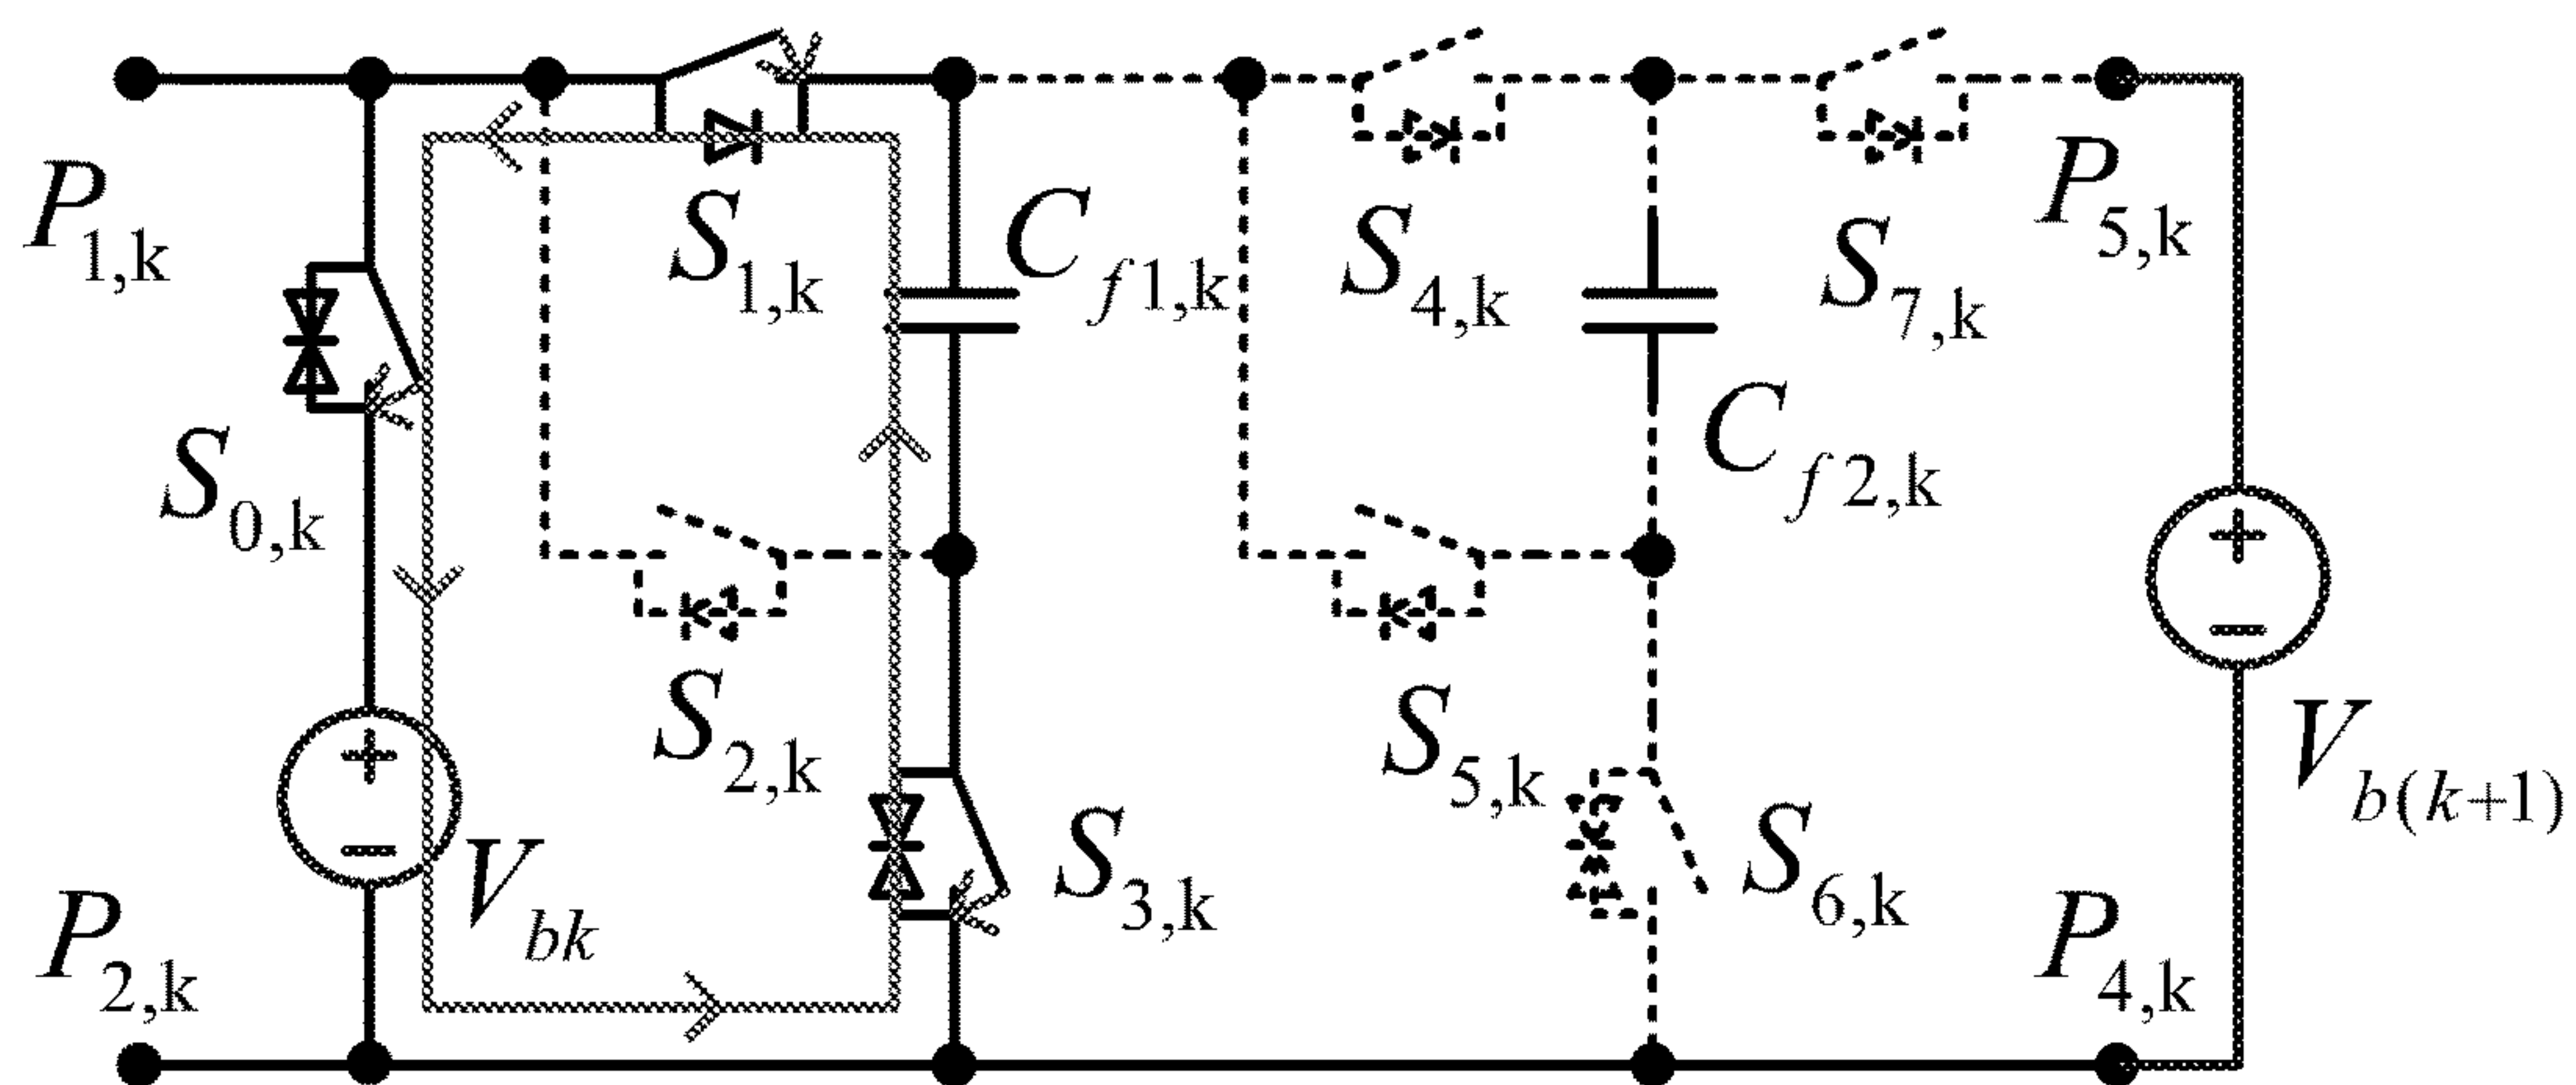 P1,k
S1,k
Cf1,k
S4,k
S7,k
P5,k
S0,k
Cf2,k
+
−
S2,k
S5,k
Vb(k+1)
+
−
Vbk
S3,k
S6,k
P2,k
P4,k